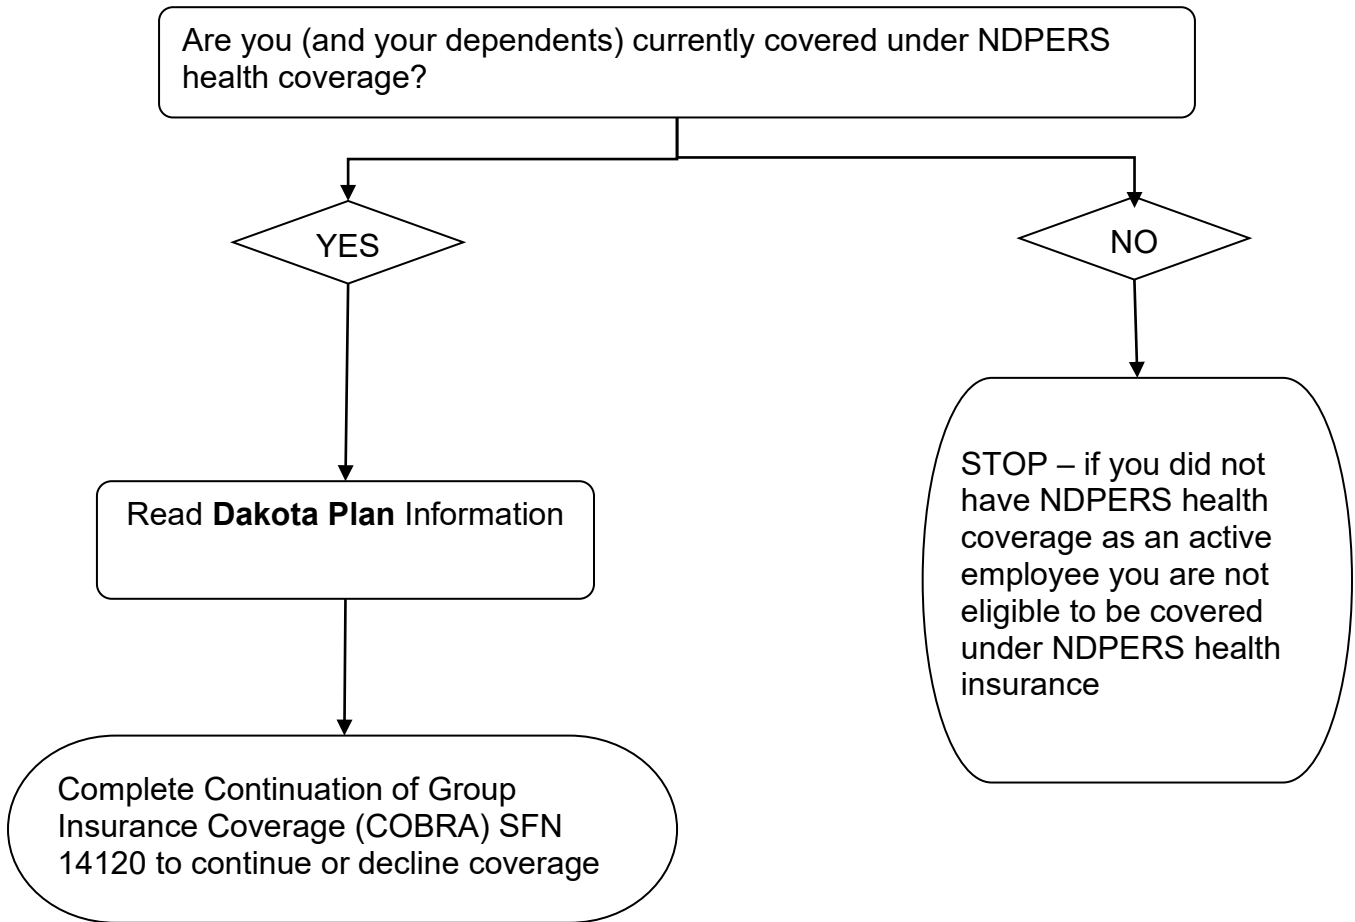 Are you (and your dependents) currently covered under NDPERS
health coverage?
YES
NO
STOP – if you did not
have NDPERS health
coverage as an active
employee you are not
eligible to be covered
under NDPERS health
insurance
Read Dakota Plan Information
Complete Continuation of Group
Insurance Coverage (COBRA) SFN
14120 to continue or decline coverage